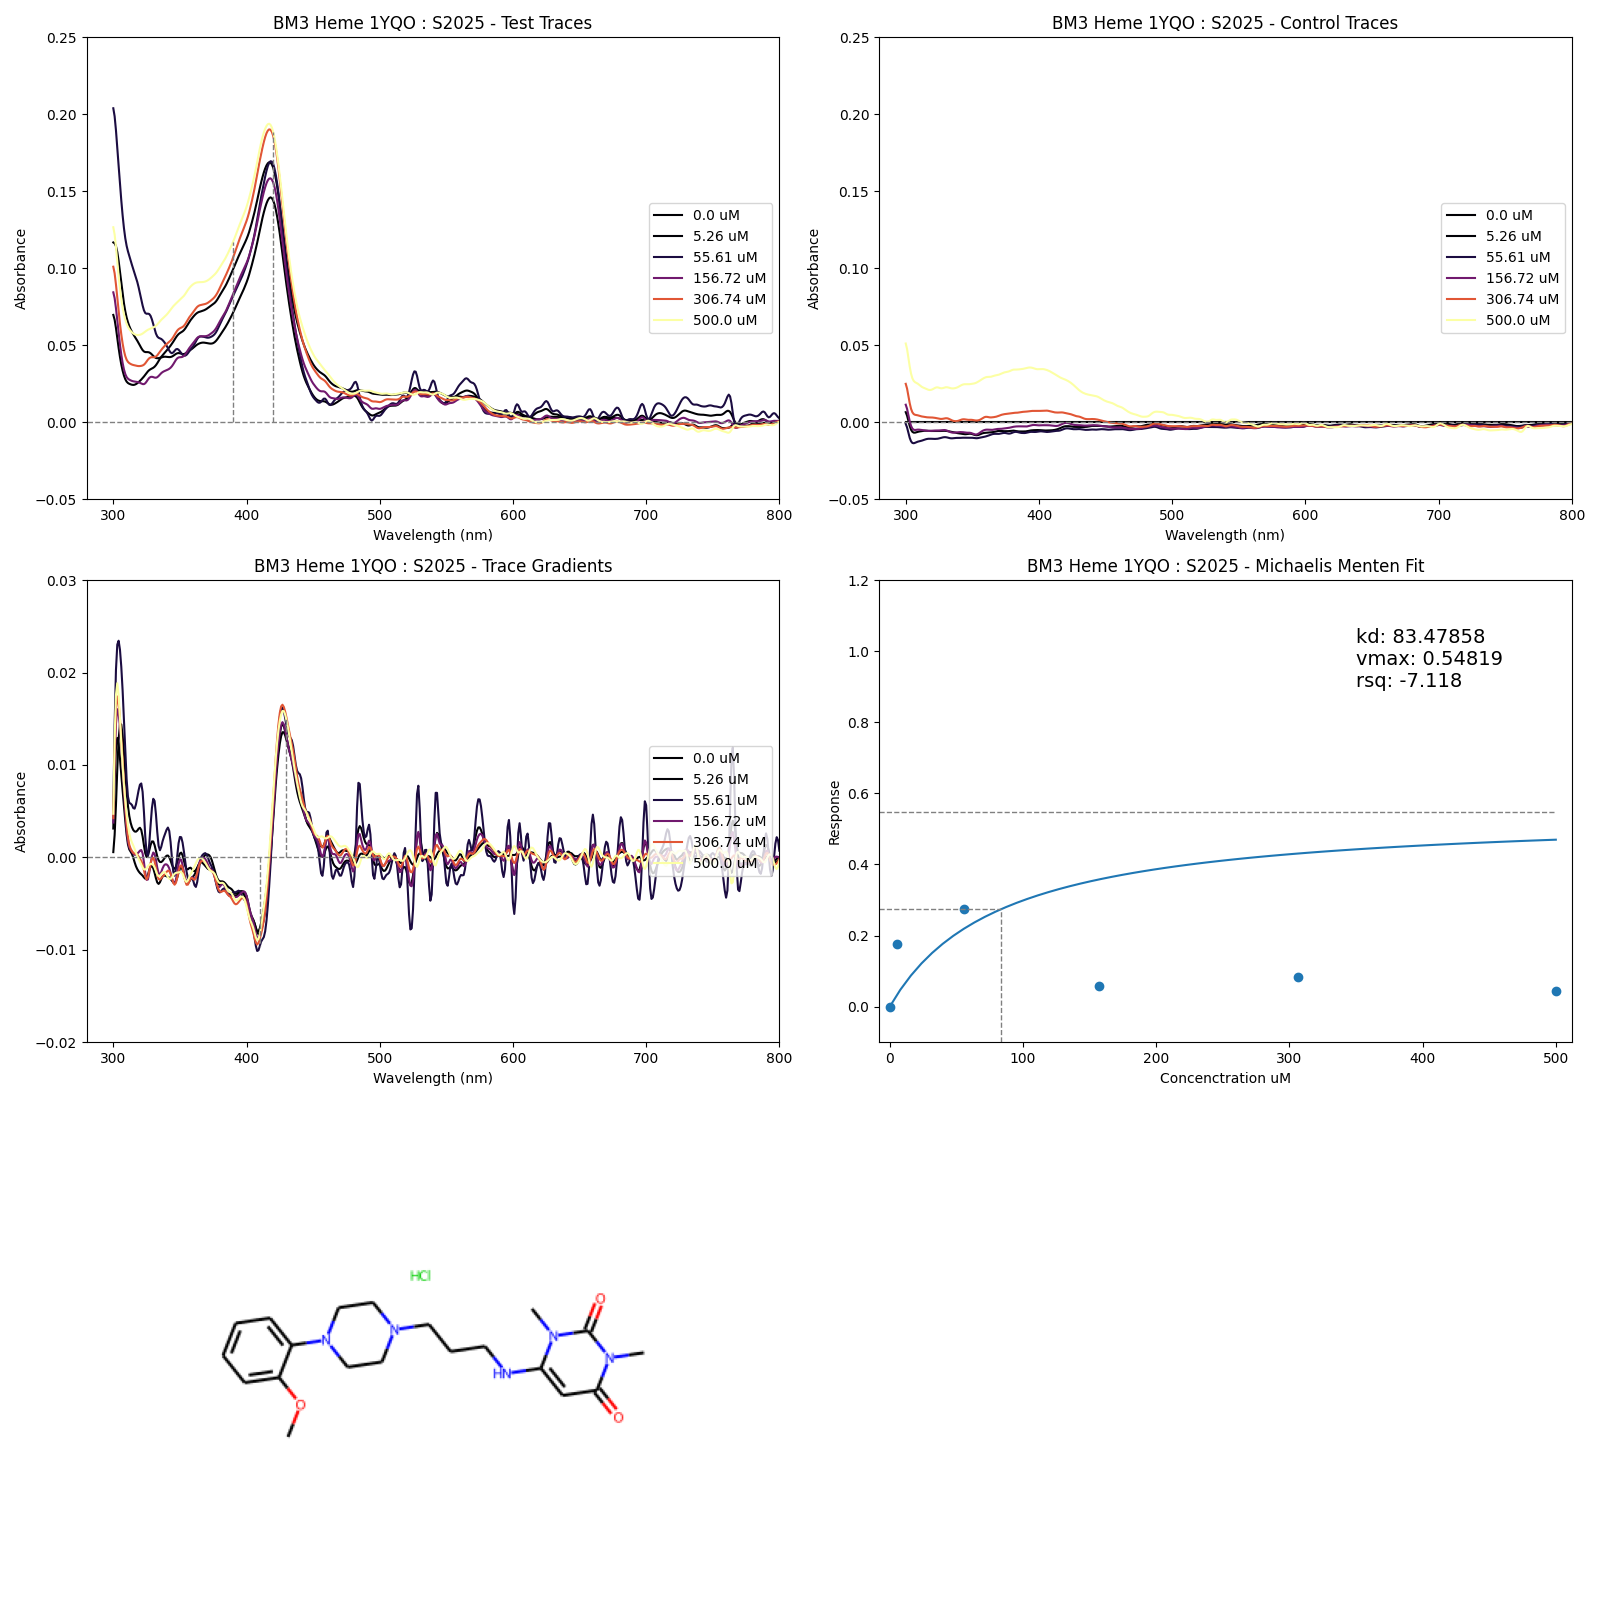 BM3 Heme 1YQO : S2025 - Test Traces
0.25
0.20
0.15
0.10
0.05
0.00
−0.05
Absorbance
0.0 uM
5.26 uM
55.61 uM
156.72 uM
306.74 uM
500.0 uM
300 400 500 600 700 800
Wavelength (nm)
BM3 Heme 1YQO : S2025 - Control Traces
0.25
0.20
0.15
0.10
0.05
0.00
−0.05
Absorbance
0.0 uM
5.26 uM
55.61 uM
156.72 uM
306.74 uM
500.0 uM
300 400 500 600 700 800
Wavelength (nm)
BM3 Heme 1YQO : S2025 - Trace Gradients
0.03
0.02
0.01
0.00
−0.01
−0.02
Absorbance
0.0 uM
5.26 uM
55.61 uM
156.72 uM
306.74 uM
500.0 uM
300 400 500 600 700 800
Wavelength (nm)
BM3 Heme 1YQO : S2025 - Michaelis Menten Fit
1.2
1.0
0.8
0.6
0.4
0.2
0.0
Response
kd: 83.47858
vmax: 0.54819
rsq: -7.118
0 100 200 300 400 500
Concenctration uM
HCl
O
N
N
N
N
HN
O
O